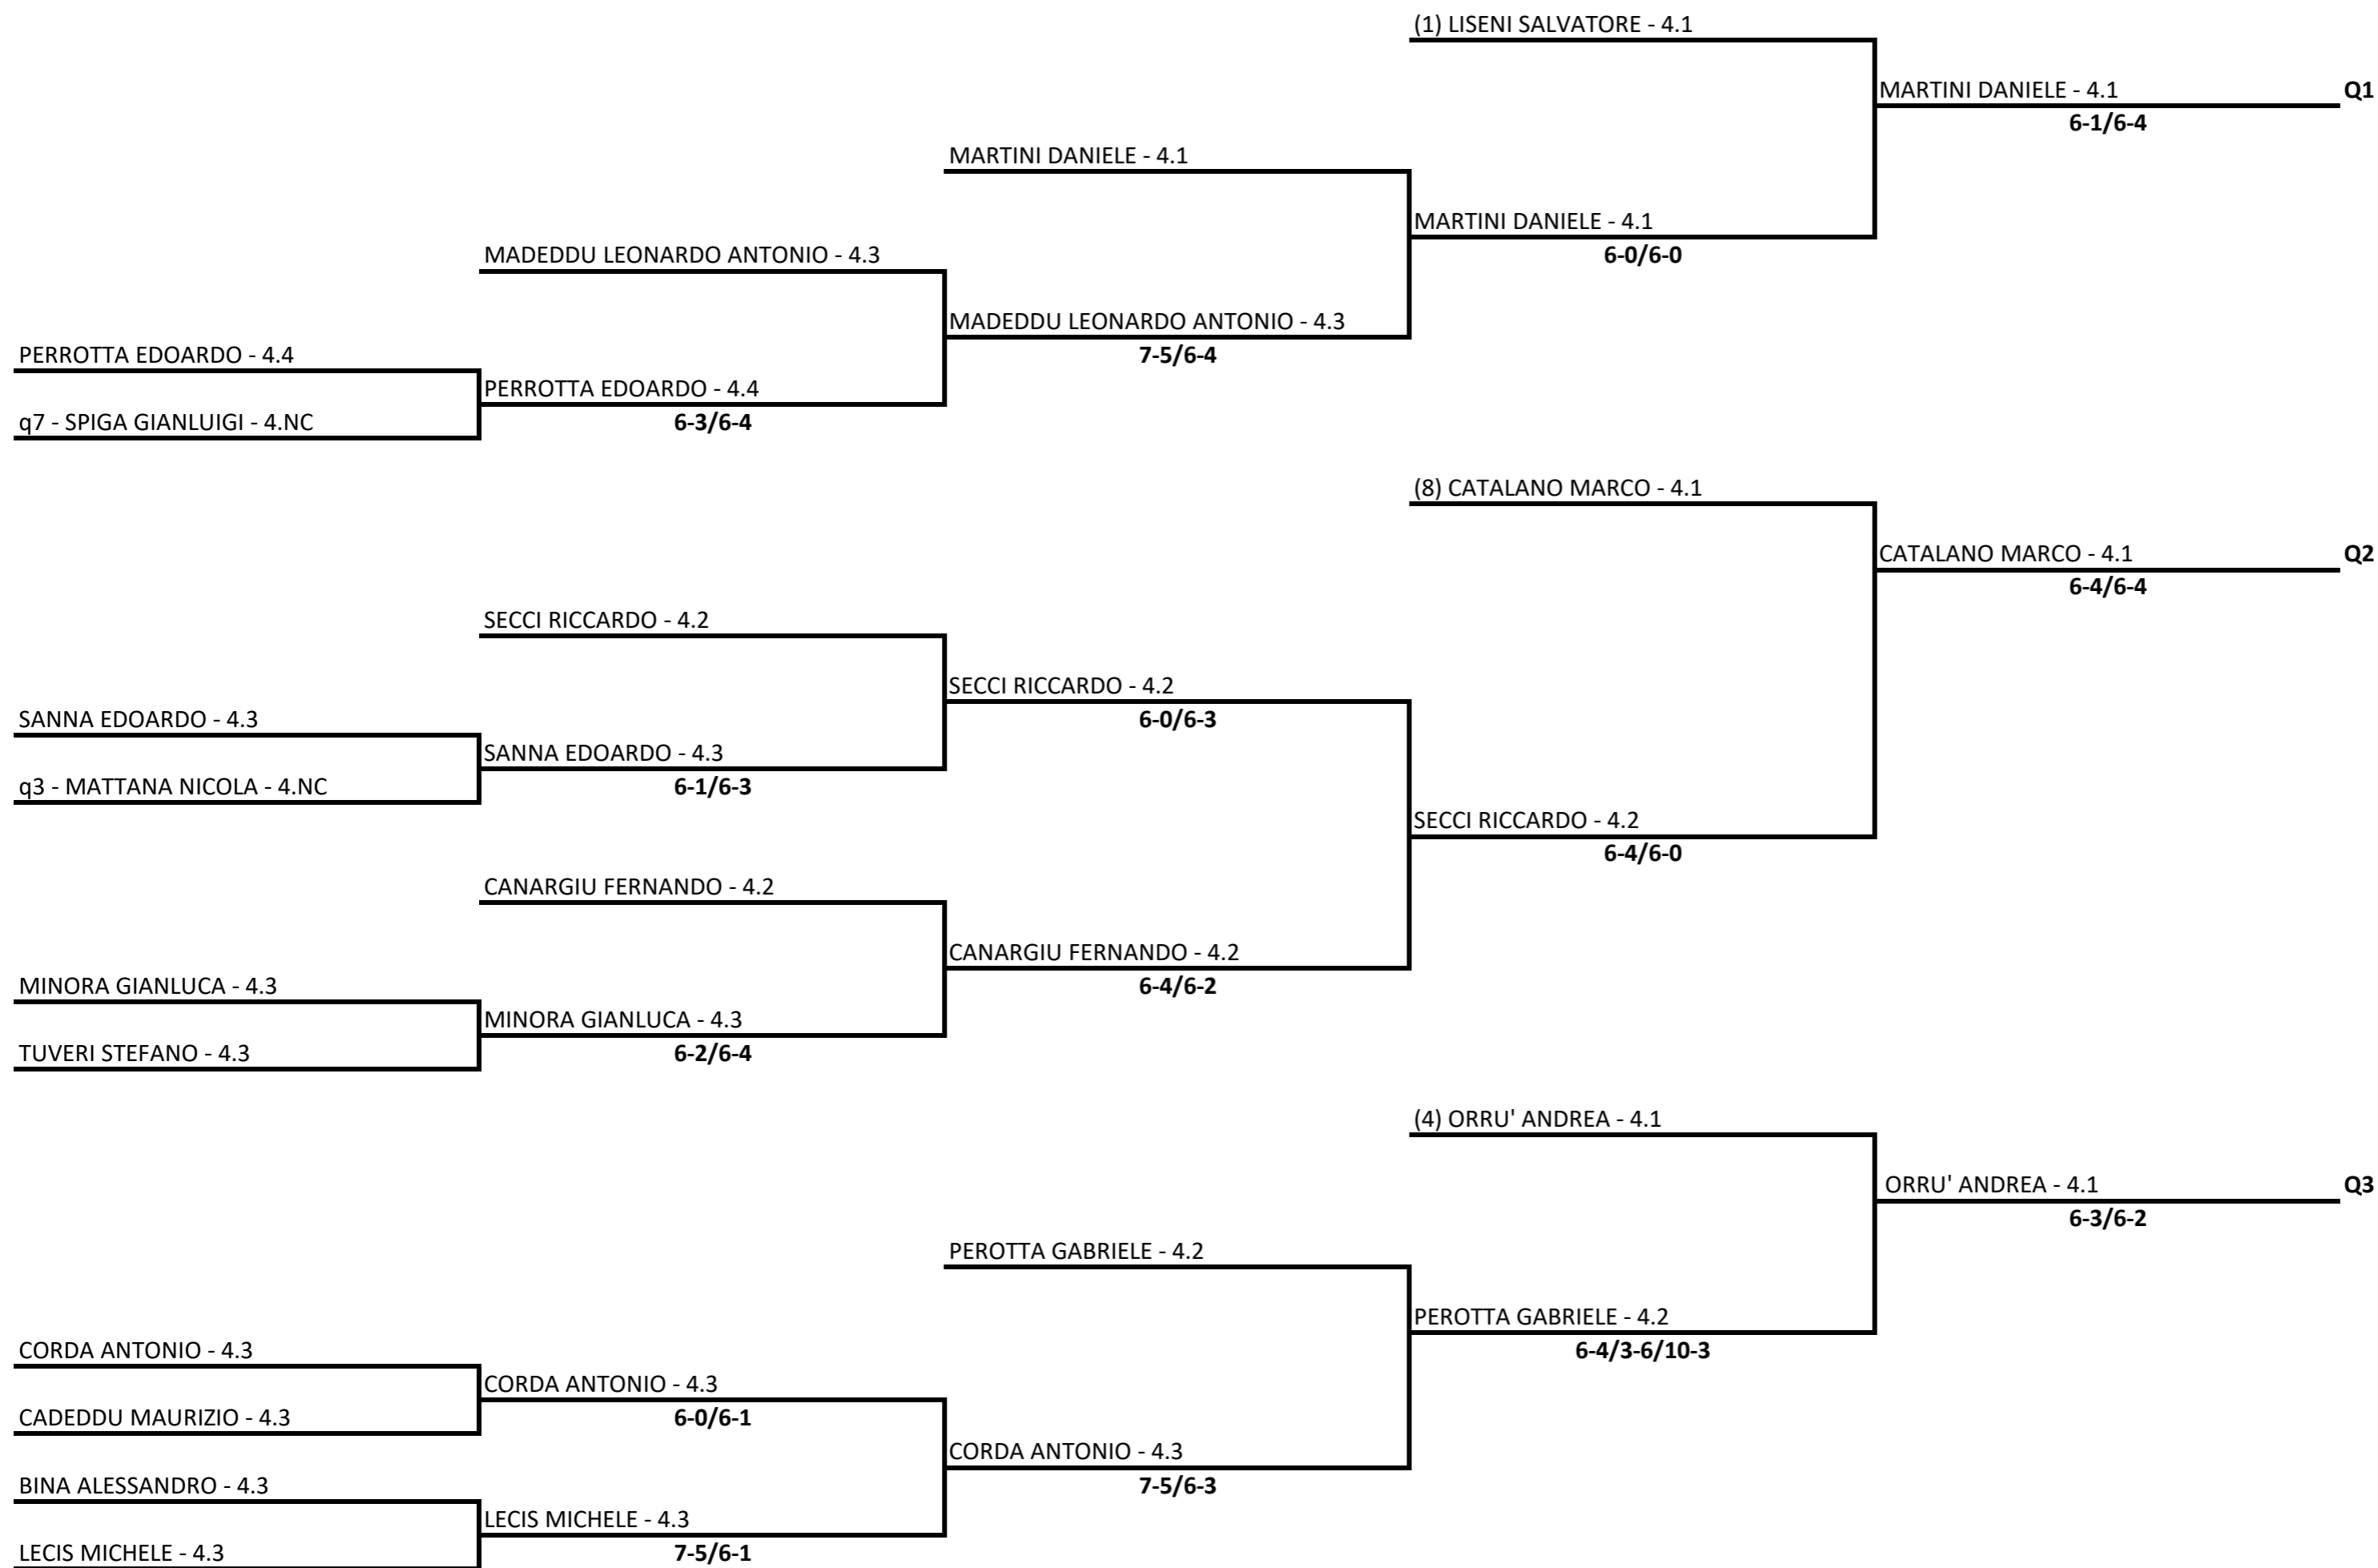 (1) LISENI SALVATORE - 4.1
MARTINI DANIELE - 4.1 Q1
6-1/6-4
MARTINI DANIELE - 4.1
MARTINI DANIELE - 4.1
6-0/6-0
MADEDDU LEONARDO ANTONIO - 4.3
MADEDDU LEONARDO ANTONIO - 4.3
7-5/6-4
PERROTTA EDOARDO - 4.4
PERROTTA EDOARDO - 4.4
6-3/6-4
q7 - SPIGA GIANLUIGI - 4.NC
(8) CATALANO MARCO - 4.1
CATALANO MARCO - 4.1 Q2
6-4/6-4
SECCI RICCARDO - 4.2
SECCI RICCARDO - 4.2
6-0/6-3
SANNA EDOARDO - 4.3
SANNA EDOARDO - 4.3
6-1/6-3
q3 - MATTANA NICOLA - 4.NC
SECCI RICCARDO - 4.2
6-4/6-0
CANARGIU FERNANDO - 4.2
CANARGIU FERNANDO - 4.2
6-4/6-2
MINORA GIANLUCA - 4.3
MINORA GIANLUCA - 4.3
6-2/6-4
TUVERI STEFANO - 4.3
(4) ORRU' ANDREA - 4.1
ORRU' ANDREA - 4.1 Q3
6-3/6-2
PEROTTA GABRIELE - 4.2
PEROTTA GABRIELE - 4.2
6-4/3-6/10-3
CORDA ANTONIO - 4.3
CORDA ANTONIO - 4.3
6-0/6-1
CADEDDU MAURIZIO - 4.3
CORDA ANTONIO - 4.3
7-5/6-3
BINA ALESSANDRO - 4.3
LECIS MICHELE - 4.3
7-5/6-1
LECIS MICHELE - 4.3